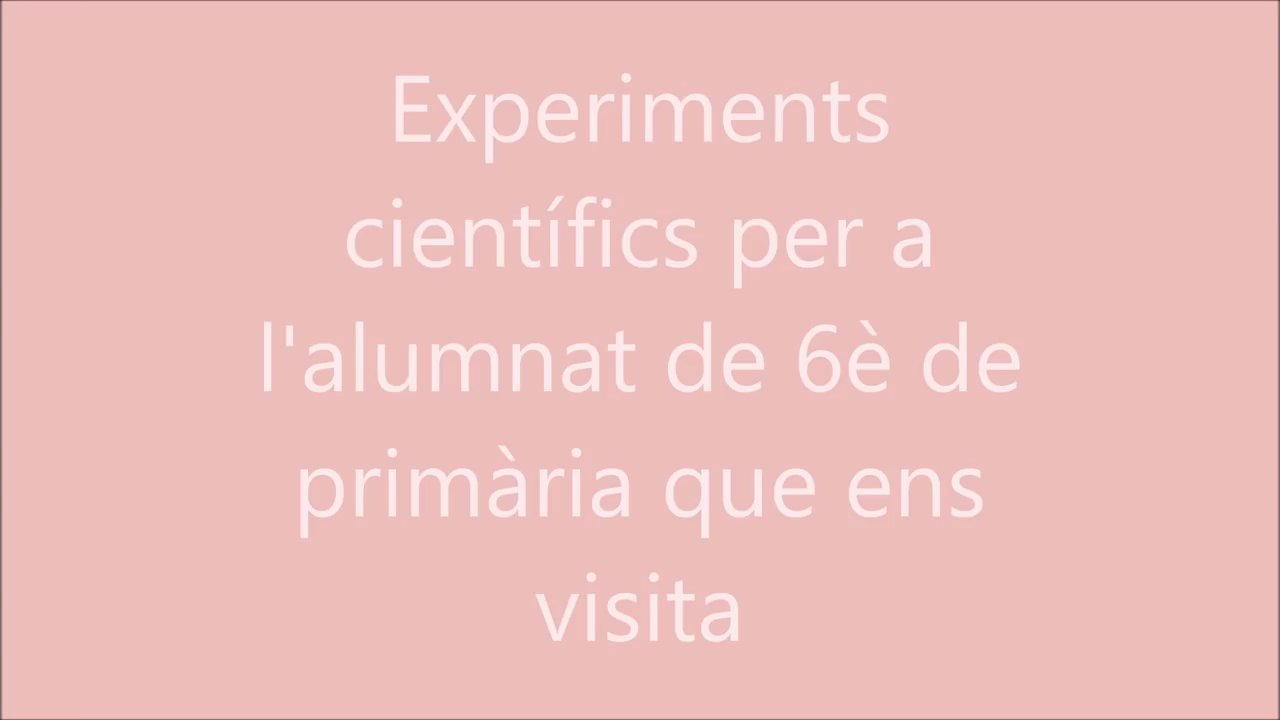 Experiments
científics per a
l'alumnat de 6è de
primària que ens
visita